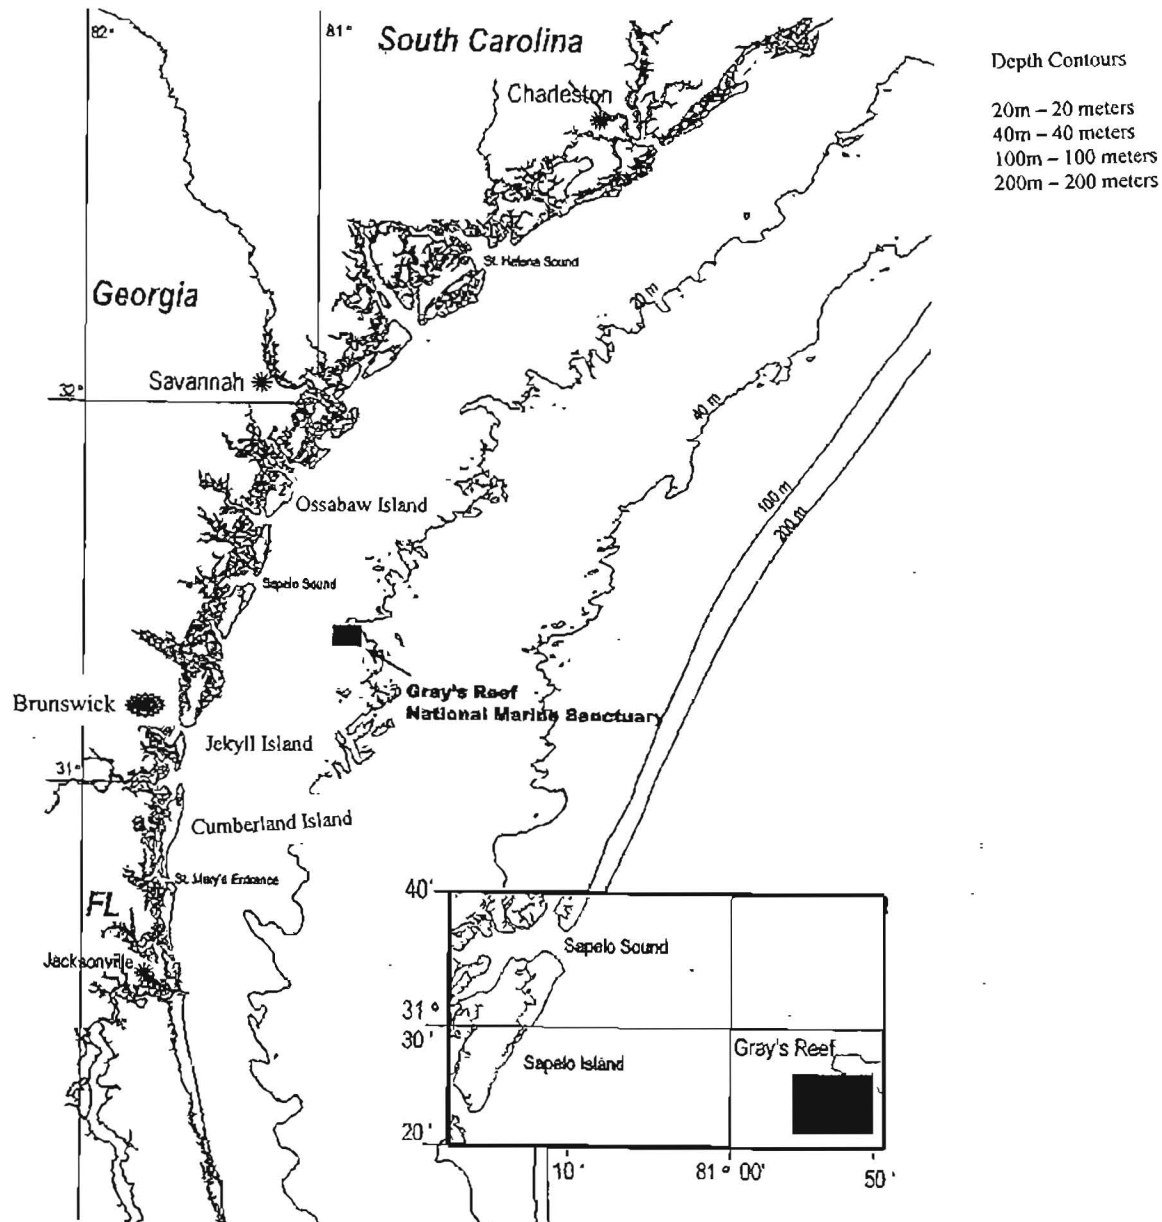 82°
81°
South Carolina
Depth Contours
Charleston
20m – 20 meters
40m – 40 meters
100m – 100 meters
200m – 200 meters
St. Helena Sound
Georgia
20 m
Savannah
32°
40 m
Ossabaw Island
100 m
200 m
Sapelo Sound
Gray's Reef
National Marine Sanctuary
Brunswick
Jekyll Island
31°
Cumberland Island
St. Mary's Entrance
FL
Jacksonville
40'
Sapelo Sound
31°
30'
Gray's Reef
Sapelo Island
20'
10'
81° 00'
50'